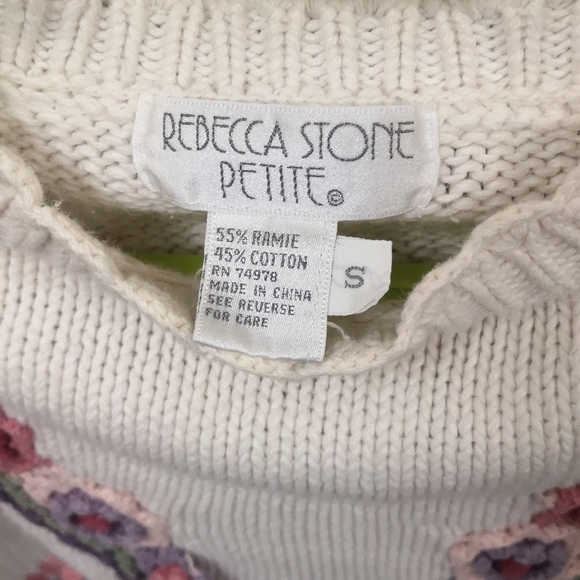 REBECCA STONE
PETITE©
55% RAMIE
45% COTTON
RN 74978
MADE IN CHINA
SEE REVERSE
FOR CARE
S